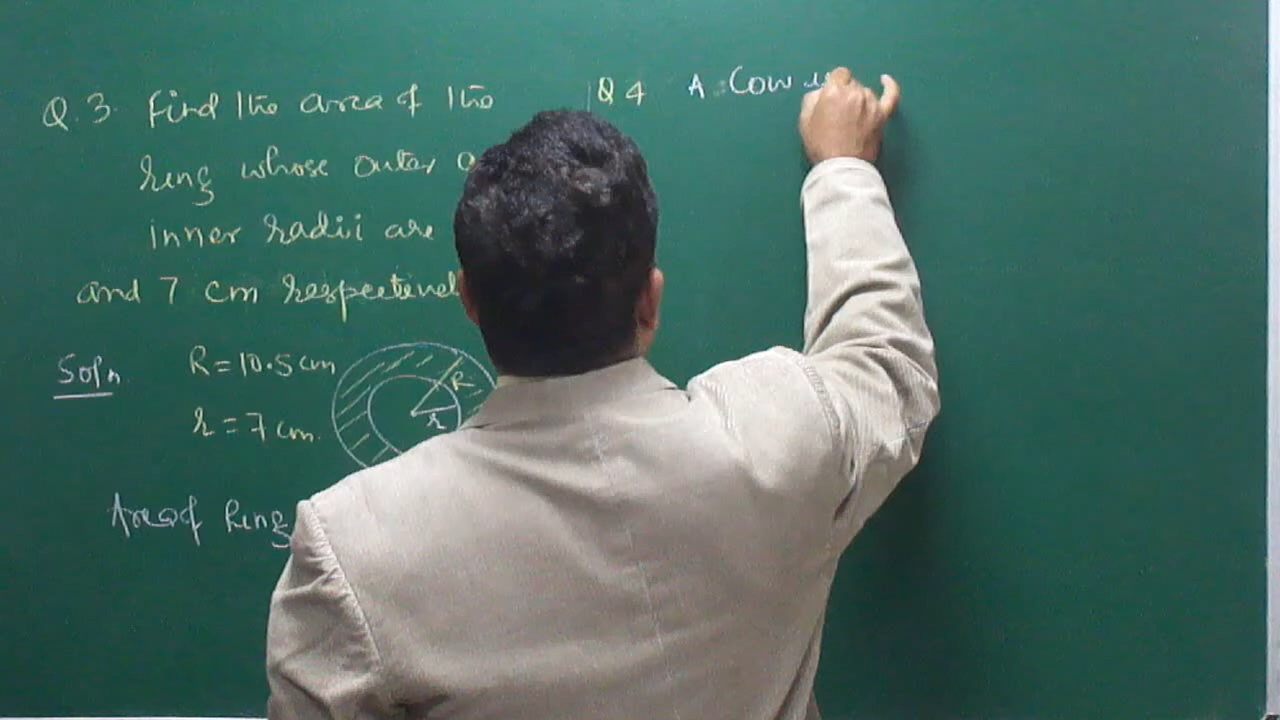 Q.3. Find the area of the
ring whose outer
inner radii are
and 7 cm
Soln
R = 10.5 cm
r = 7 cm.
R
r
Area of Ring
Q 4 A Cow